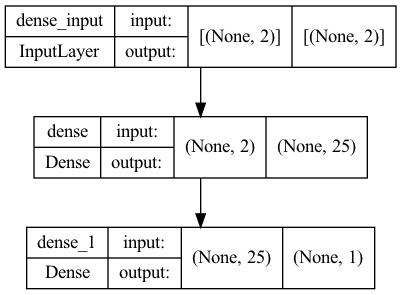 dense_input input: [(None, 2)] [(None, 2)]
InputLayer output:
dense input: (None, 2) (None, 25)
Dense output:
dense_1 input: (None, 25) (None, 1)
Dense output: